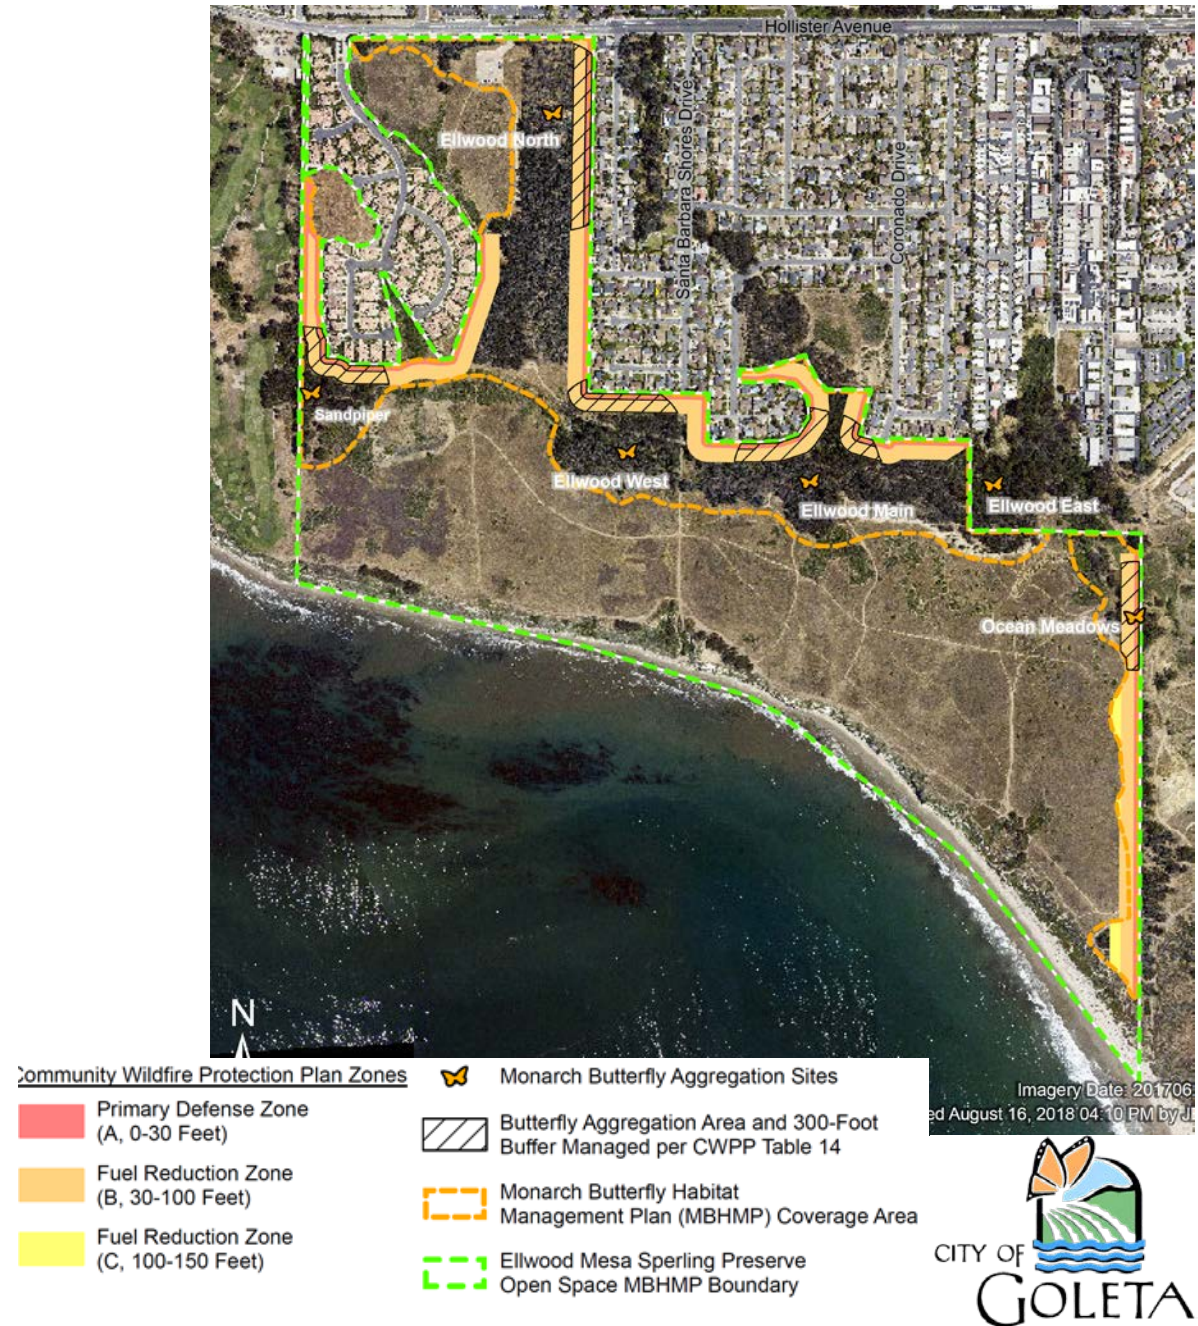 Hollister Avenue
Santa Barbara Shores Drive
Coronado Drive
Ellwood North
Sandpiper
Ellwood West
Ellwood Main
Ellwood East
Ocean Meadows
N
Imagery Date: 201706
ed August 16, 2018 04:10 PM by J
Community Wildfire Protection Plan Zones
Primary Defense Zone
(A, 0-30 Feet)
Fuel Reduction Zone
(B, 30-100 Feet)
Fuel Reduction Zone
(C, 100-150 Feet)
Monarch Butterfly Aggregation Sites
Butterfly Aggregation Area and 300-Foot
Buffer Managed per CWPP Table 14
Monarch Butterfly Habitat
Management Plan (MBHMP) Coverage Area
Ellwood Mesa Sperling Preserve
Open Space MBHMP Boundary
CITY OF
GOLETA